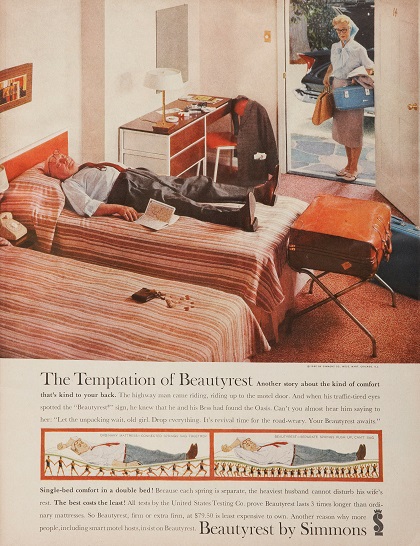 The Temptation of Beautyrest Another story about the kind of comfort
that's kind to your back. The highway man came riding, riding up to the motel door. And when his traffic-tired eyes
spotted the "Beautyrest" sign, he knew that he and his Bess had found the Oasis. Can't you almost hear him saying to
her: "Let the unpacking wait, old girl. Drop everything. It's revival time for the road-weary. Your Beautyrest awaits."
Single-bed comfort in a double bed! Because each spring is separate, the heaviest husband cannot disturb his wife's
rest. The best costs the least! All tests by the United States Testing Co. prove Beautyrest lasts 3 times longer than ordi-
nary mattresses. So Beautyrest, firm or extra firm, at $79.50 is least expensive to own. Another reason why more
people, including smart motel hosts, insist on Beautyrest. Beautyrest by Simmons